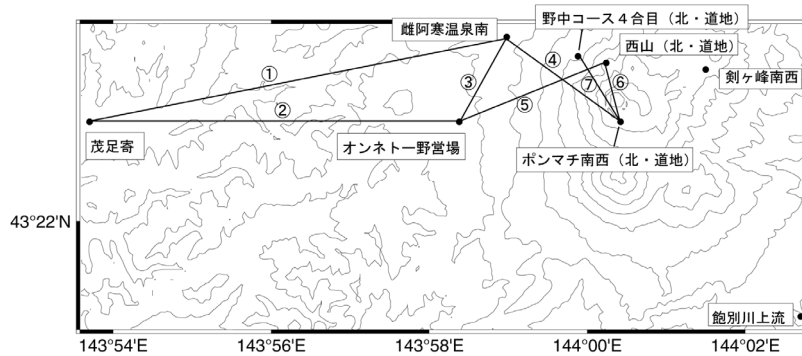 野中コース4合目(北・道地)
雌阿寒温泉南
西山(北・道地)
④
①
⑥
剣ヶ峰南西
③
⑦
②
⑤
茂足寄
オンネトー野営場
ポンマチ南西(北・道地)
43°22'N
飽別川上流
143°54'E
143°56'E
143°58'E
144°00'E
144°02'E